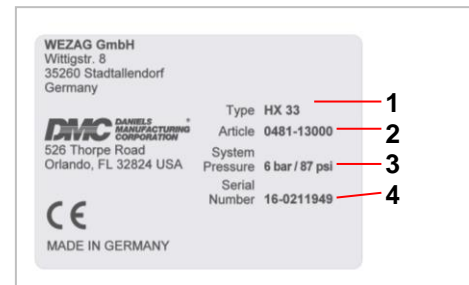 WEZAG GmbH
Wittigstr. 8
35260 Stadtallendorf
Germany
DMC DANIELS
MANUFACTURING
CORPORATION
526 Thorpe Road
Orlando, FL 32824 USA
CE
MADE IN GERMANY
Type HX 33
Article 0481-13000
System
Pressure 6 bar / 87 psi
Serial
Number 16-0211949
1
2
3
4